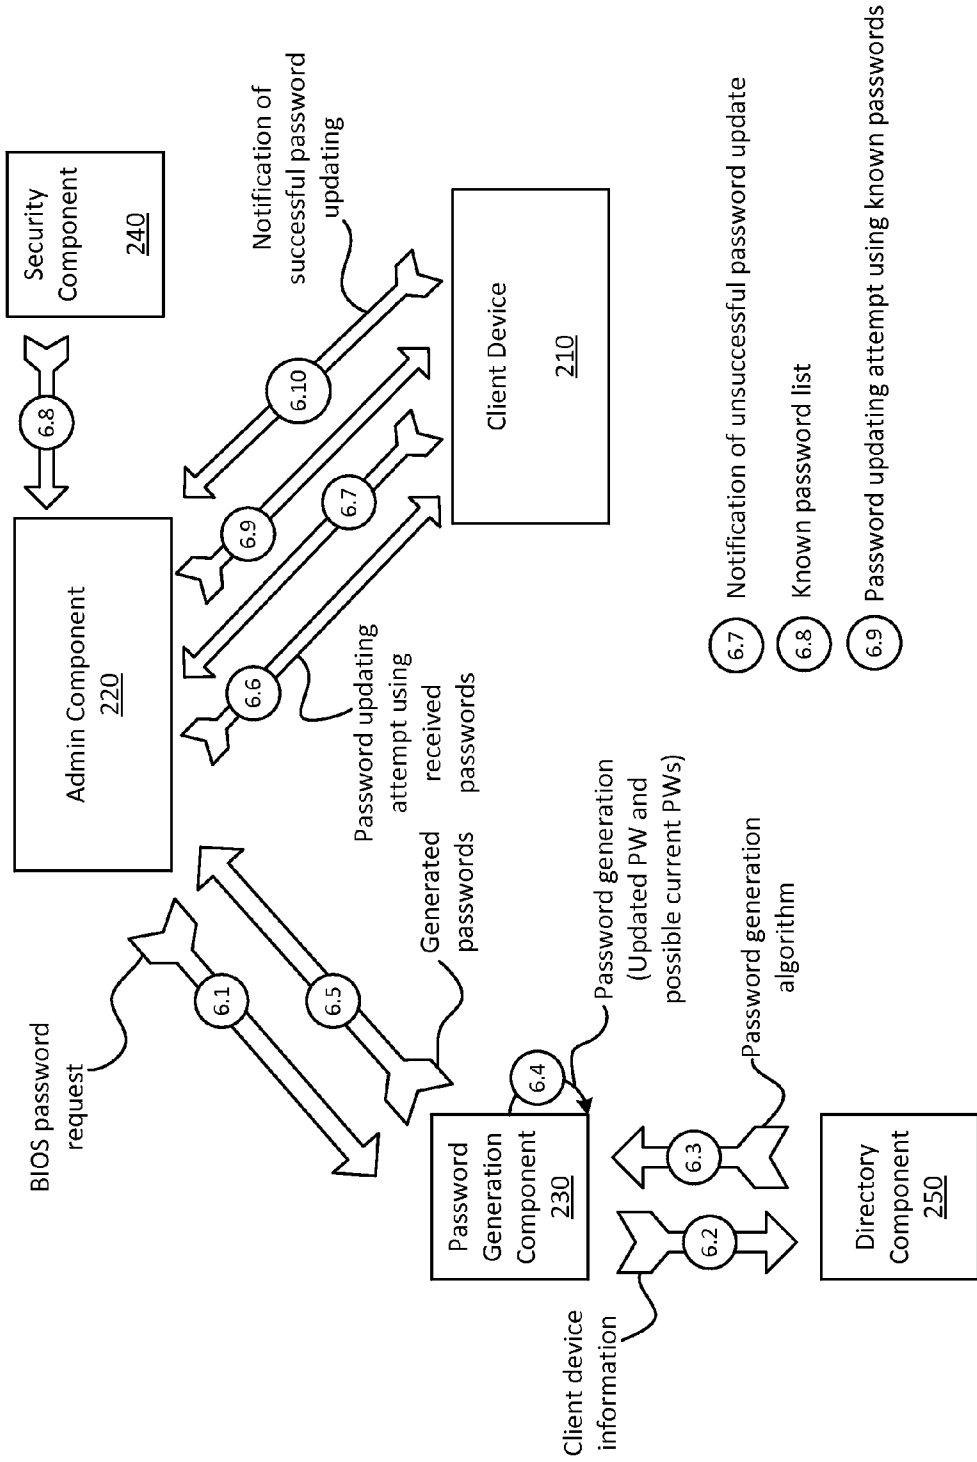 Security
Component
240
6.8
Admin Component
220
Notification of
successful password
updating
6.10
6.9
6.7
6.6
Client Device
210
Password updating
attempt using
received
passwords
BIOS password
request
6.1
6.5
Generated
passwords
6.4
Password generation
(Updated PW and
possible current PWs)
Password
Generation
Component
230
6.3
6.2
Password generation
algorithm
Client device
information
Directory
Component
250
6.7 Notification of unsuccessful password update
6.8 Known password list
6.9 Password updating attempt using known passwords